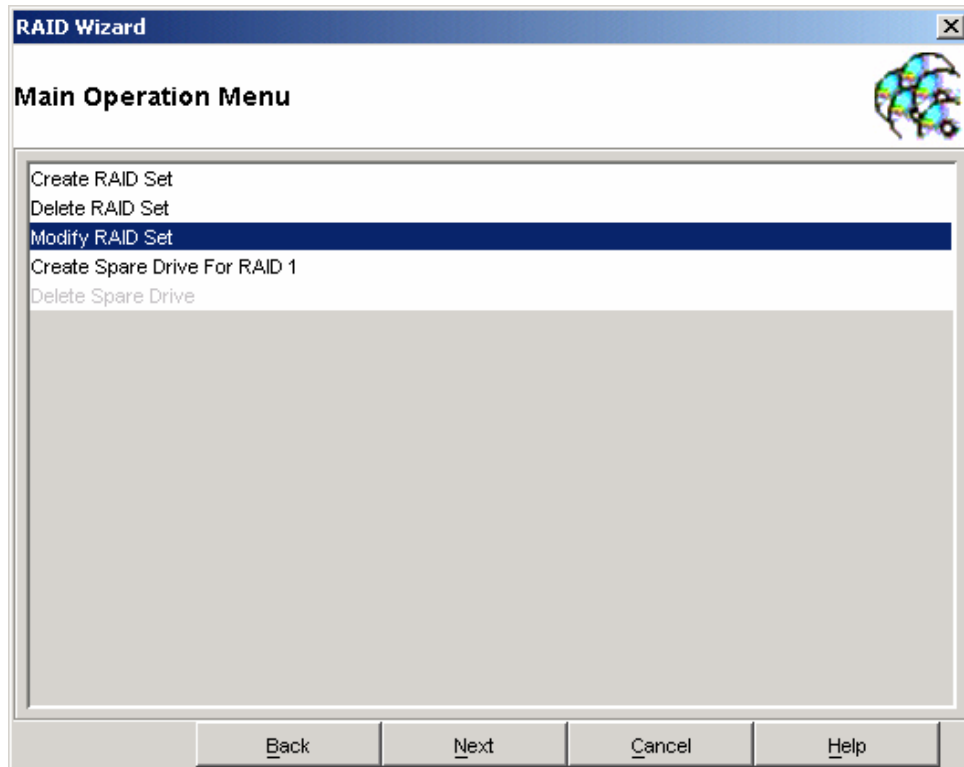 RAID Wizard
Main Operation Menu
Create RAID Set
Delete RAID Set
Modify RAID Set
Create Spare Drive For RAID 1
Delete Spare Drive
Back Next Cancel Help